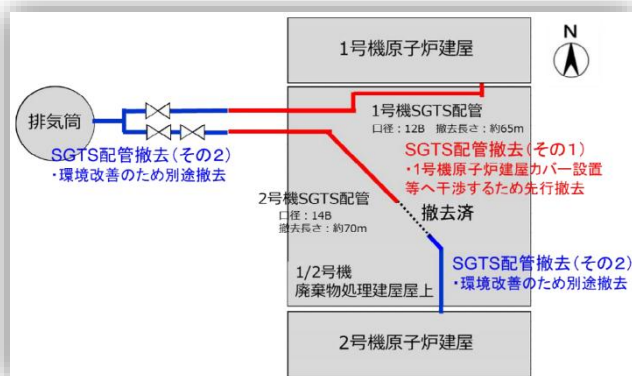 1号機原子炉建屋
N
排気筒
1号機SGTS配管
口径：12B　撤去長さ：約65m
SGTS配管撤去(その2)
・環境改善のため別途撤去
SGTS配管撤去(その1)
・1号機原子炉建屋カバー設置
等へ干渉するため先行撤去
2号機SGTS配管
口径：14B
撤去長さ：約70m
撤去済
SGTS配管撤去(その2)
・環境改善のため別途撤去
1/2号機
廃棄物処理建屋屋上
2号機原子炉建屋